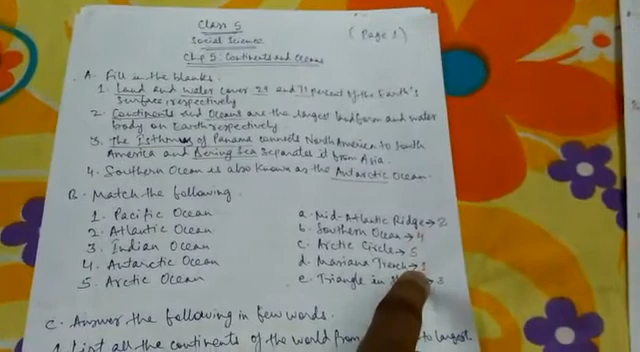 Class 5
Social Science
(Page 1)
Chp 5: Continents and Oceans
A. Fill in the blanks.
1. Land and water cover 29 and 71 percent of the Earth's
surface, respectively
2. Continents and Oceans are the largest landform and water
body on Earth respectively
3. The Isthmus of Panama connects North America to South
America and Bering Sea separates it from Asia.
4. Southern Ocean is also known as the Antarctic Ocean.
B. Match the following.
1. Pacific Ocean
2. Atlantic Ocean
3. Indian Ocean
4. Antarctic Ocean
5. Arctic Ocean
a. Mid-Atlantic Ridge→2
b. Southern Ocean→4
c. Arctic Circle→5
d. Mariana Trench→1
e. Triangle in →3
C. Answer the following in few words.
1. List all the continents of the world from to largest